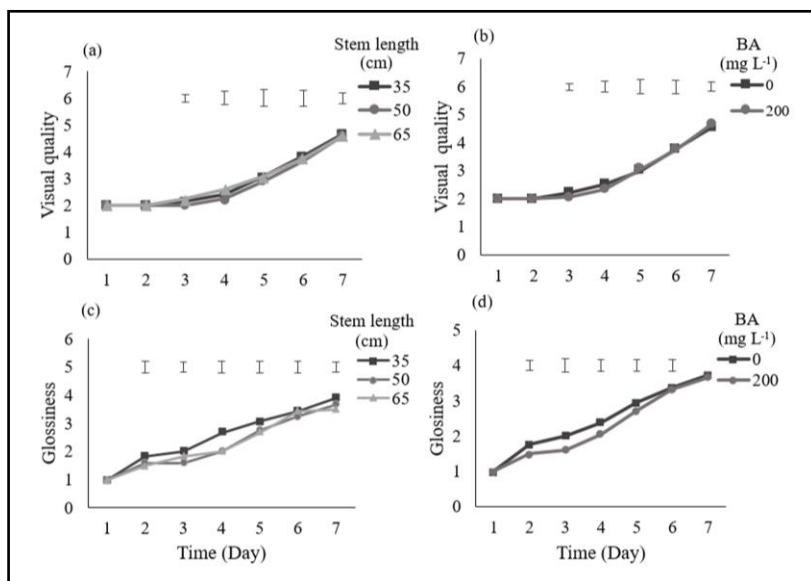 (a)
Stem length
(cm)
35
50
65
Visual quality
7
6
5
4
3
2
1
0
1 2 3 4 5 6 7
(b)
BA
(mg L⁻¹)
0
200
Visual quality
7
6
5
4
3
2
1
0
1 2 3 4 5 6 7
(c)
Stem length
(cm)
35
50
65
Glossiness
6
5
4
3
2
1
0
1 2 3 4 5 6 7
Time (Day)
(d)
BA
(mg L⁻¹)
0
200
Glosiness
5
4
3
2
1
0
1 2 3 4 5 6 7
Time (Day)